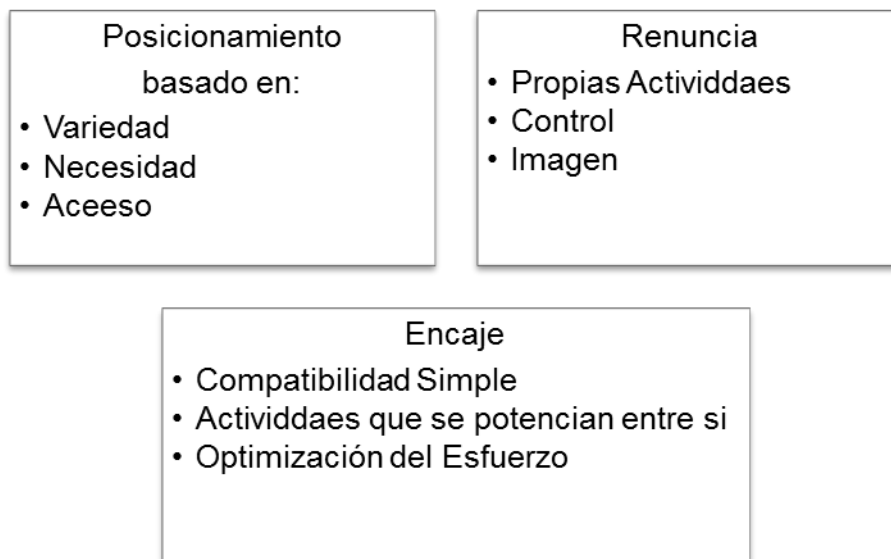 Posicionamiento
basado en:
• Variedad
• Necesidad
• Aceeso
Renuncia
• Propias Actividdaes
• Control
• Imagen
Encaje
• Compatibilidad Simple
• Actividdaes que se potencian entre si
• Optimización del Esfuerzo